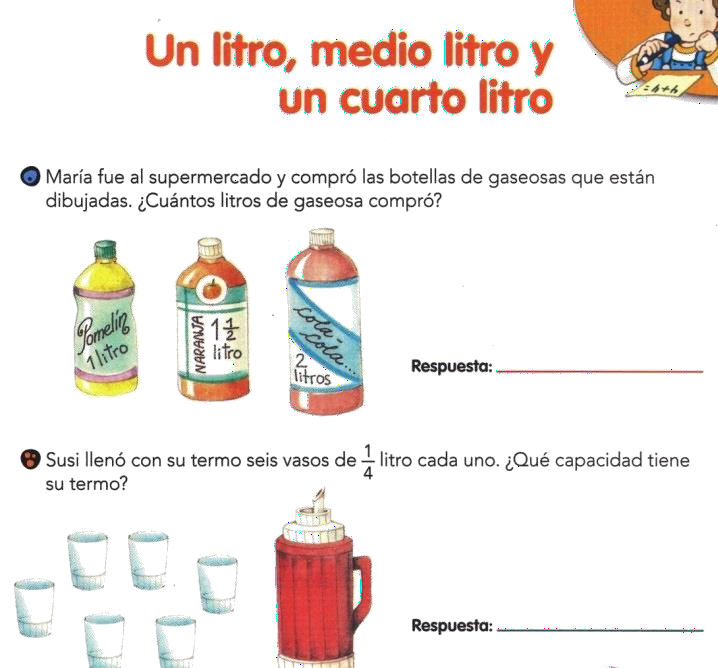 Un litro, medio litro y
un cuarto litro
=h+h
María fue al supermercado y compró las botellas de gaseosas que están
dibujadas. ¿Cuántos litros de gaseosa compró?
Pomelín
1 litro
NARANJA
1 1/2
litro
cola-
cola...
2
litros
Respuesta:
Susi llenó con su termo seis vasos de 1/4 litro cada uno. ¿Qué capacidad tiene
su termo?
Respuesta: